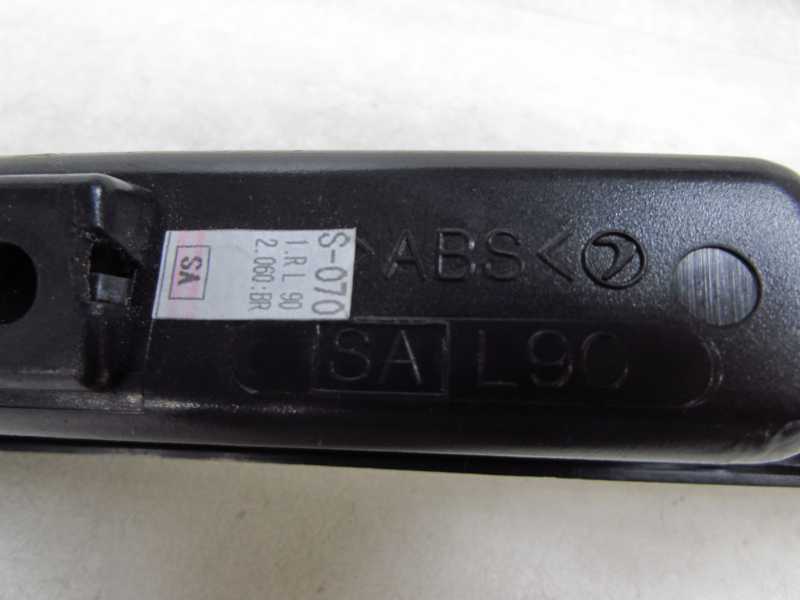 S-070
1.R L 90
2.060:BR
SA
>ABS<
SA L90